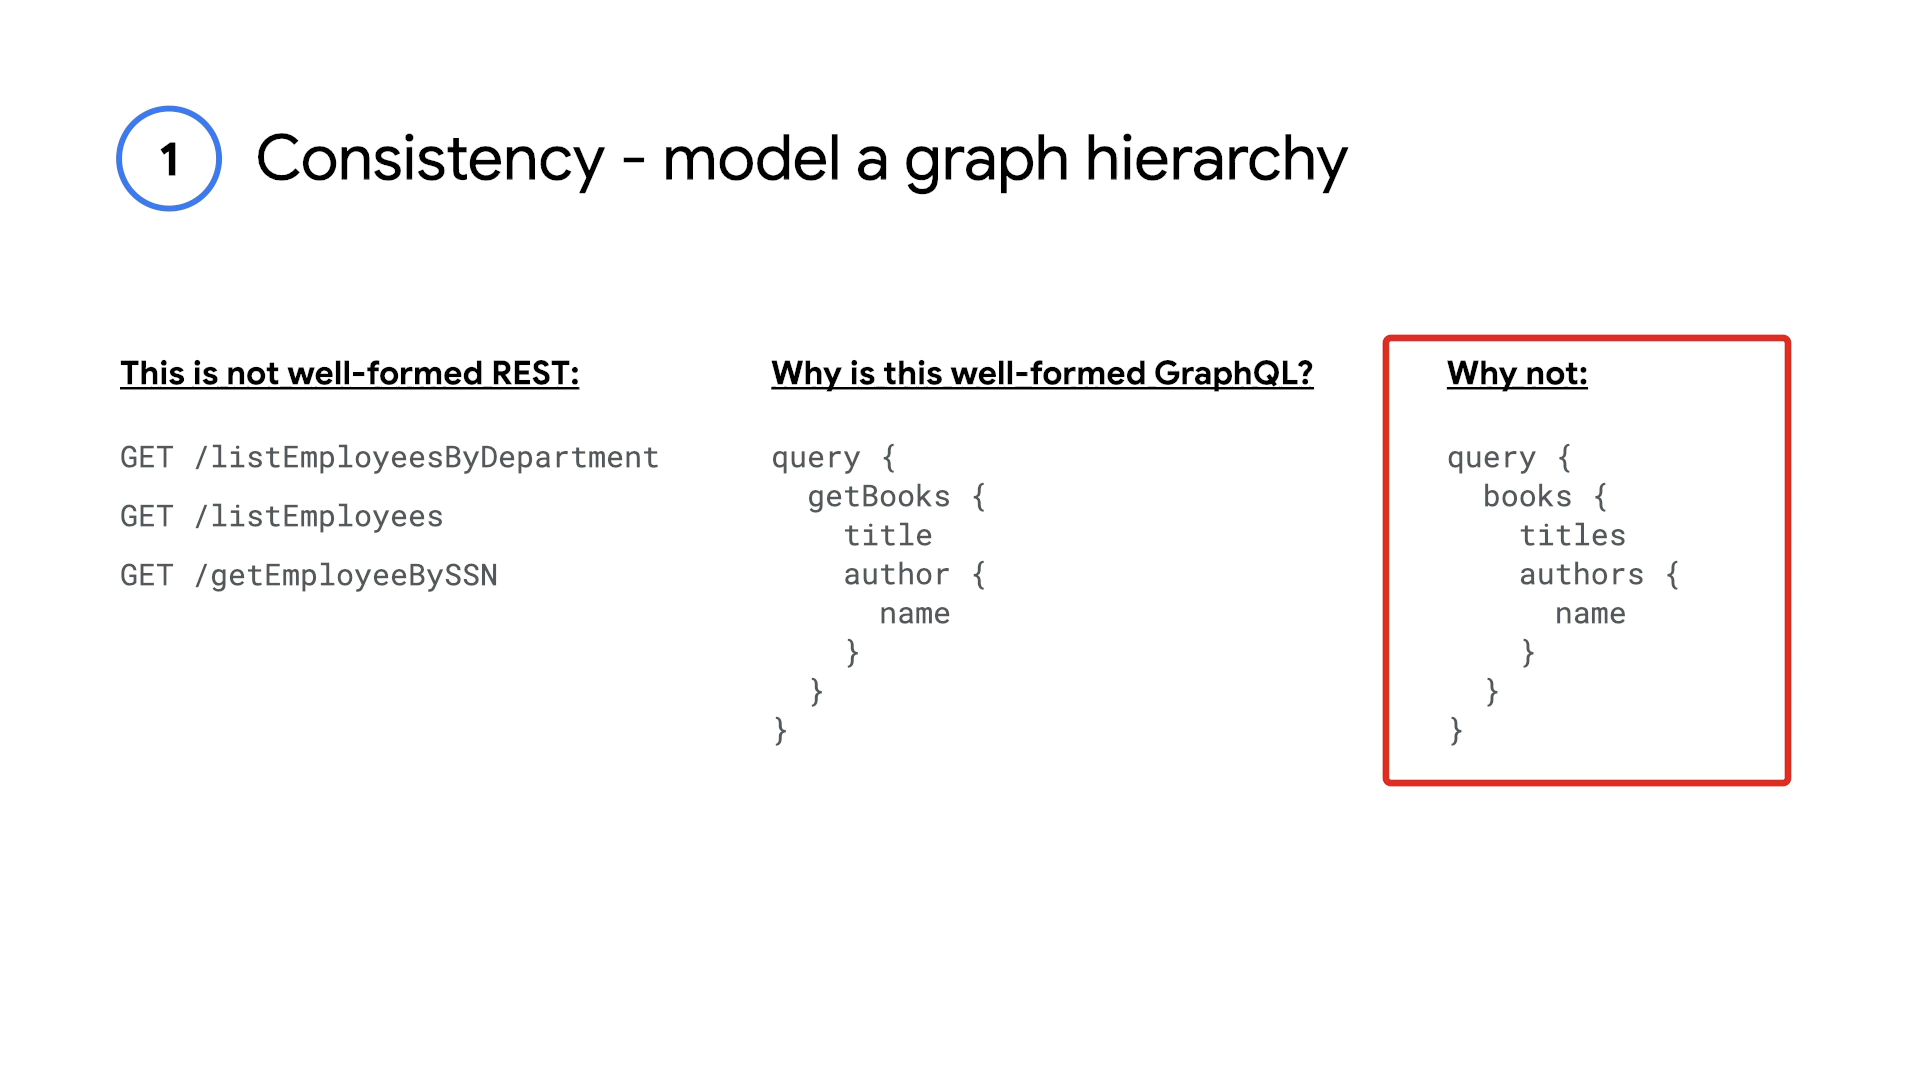 1
Consistency - model a graph hierarchy
This is not well-formed REST:
GET /listEmployeesByDepartment
GET /listEmployees
GET /getEmployeeBySSN
Why is this well-formed GraphQL?
query {
  getBooks {
    title
    author {
      name
    }
  }
}
Why not:
query {
  books {
    titles
    authors {
      name
    }
  }
}